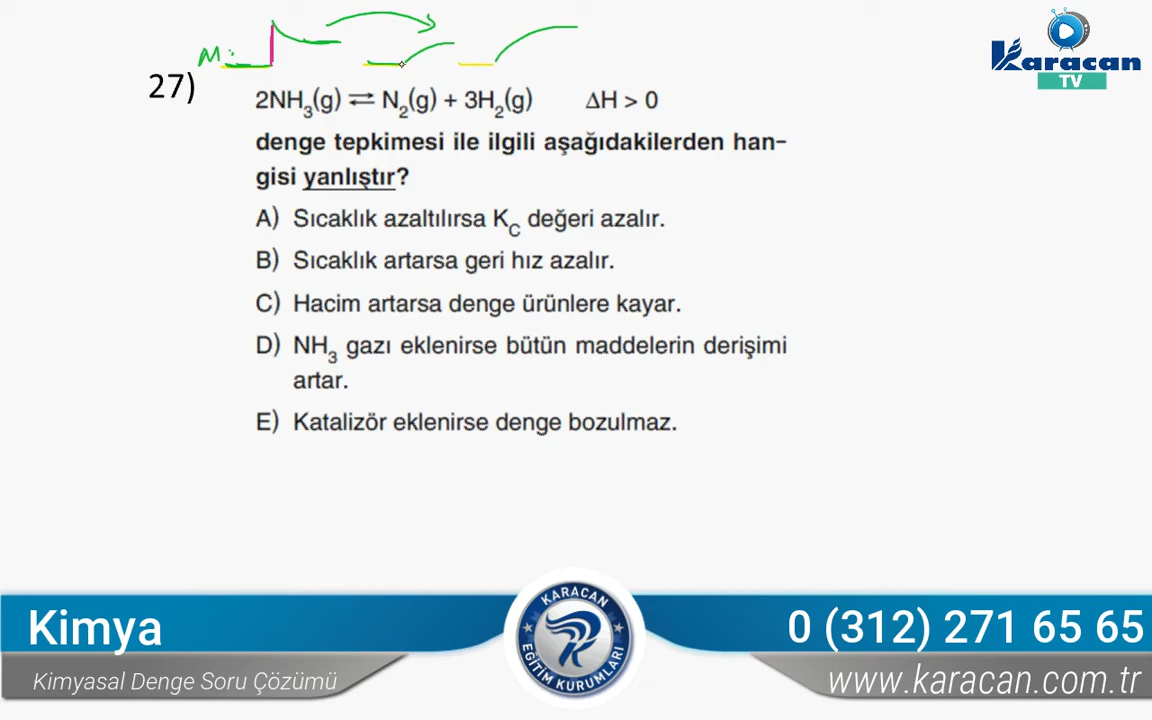 M:
Karacan
TV
27)
2NH₃(g) ⇌ N₂(g) + 3H₂(g) ΔH > 0
denge tepkimesi ile ilgili aşağıdakilerden han-
gisi yanlıştır?
A) Sıcaklık azaltılırsa K_C değeri azalır.
B) Sıcaklık artarsa geri hız azalır.
C) Hacim artarsa denge ürünlere kayar.
D) NH₃ gazı eklenirse bütün maddelerin derişimi
artar.
E) Katalizör eklenirse denge bozulmaz.
KARACAN
EĞİTİM KURUMLARI
Kimya
0 (312) 271 65 65
Kimyasal Denge Soru Çözümü
www.karacan.com.tr